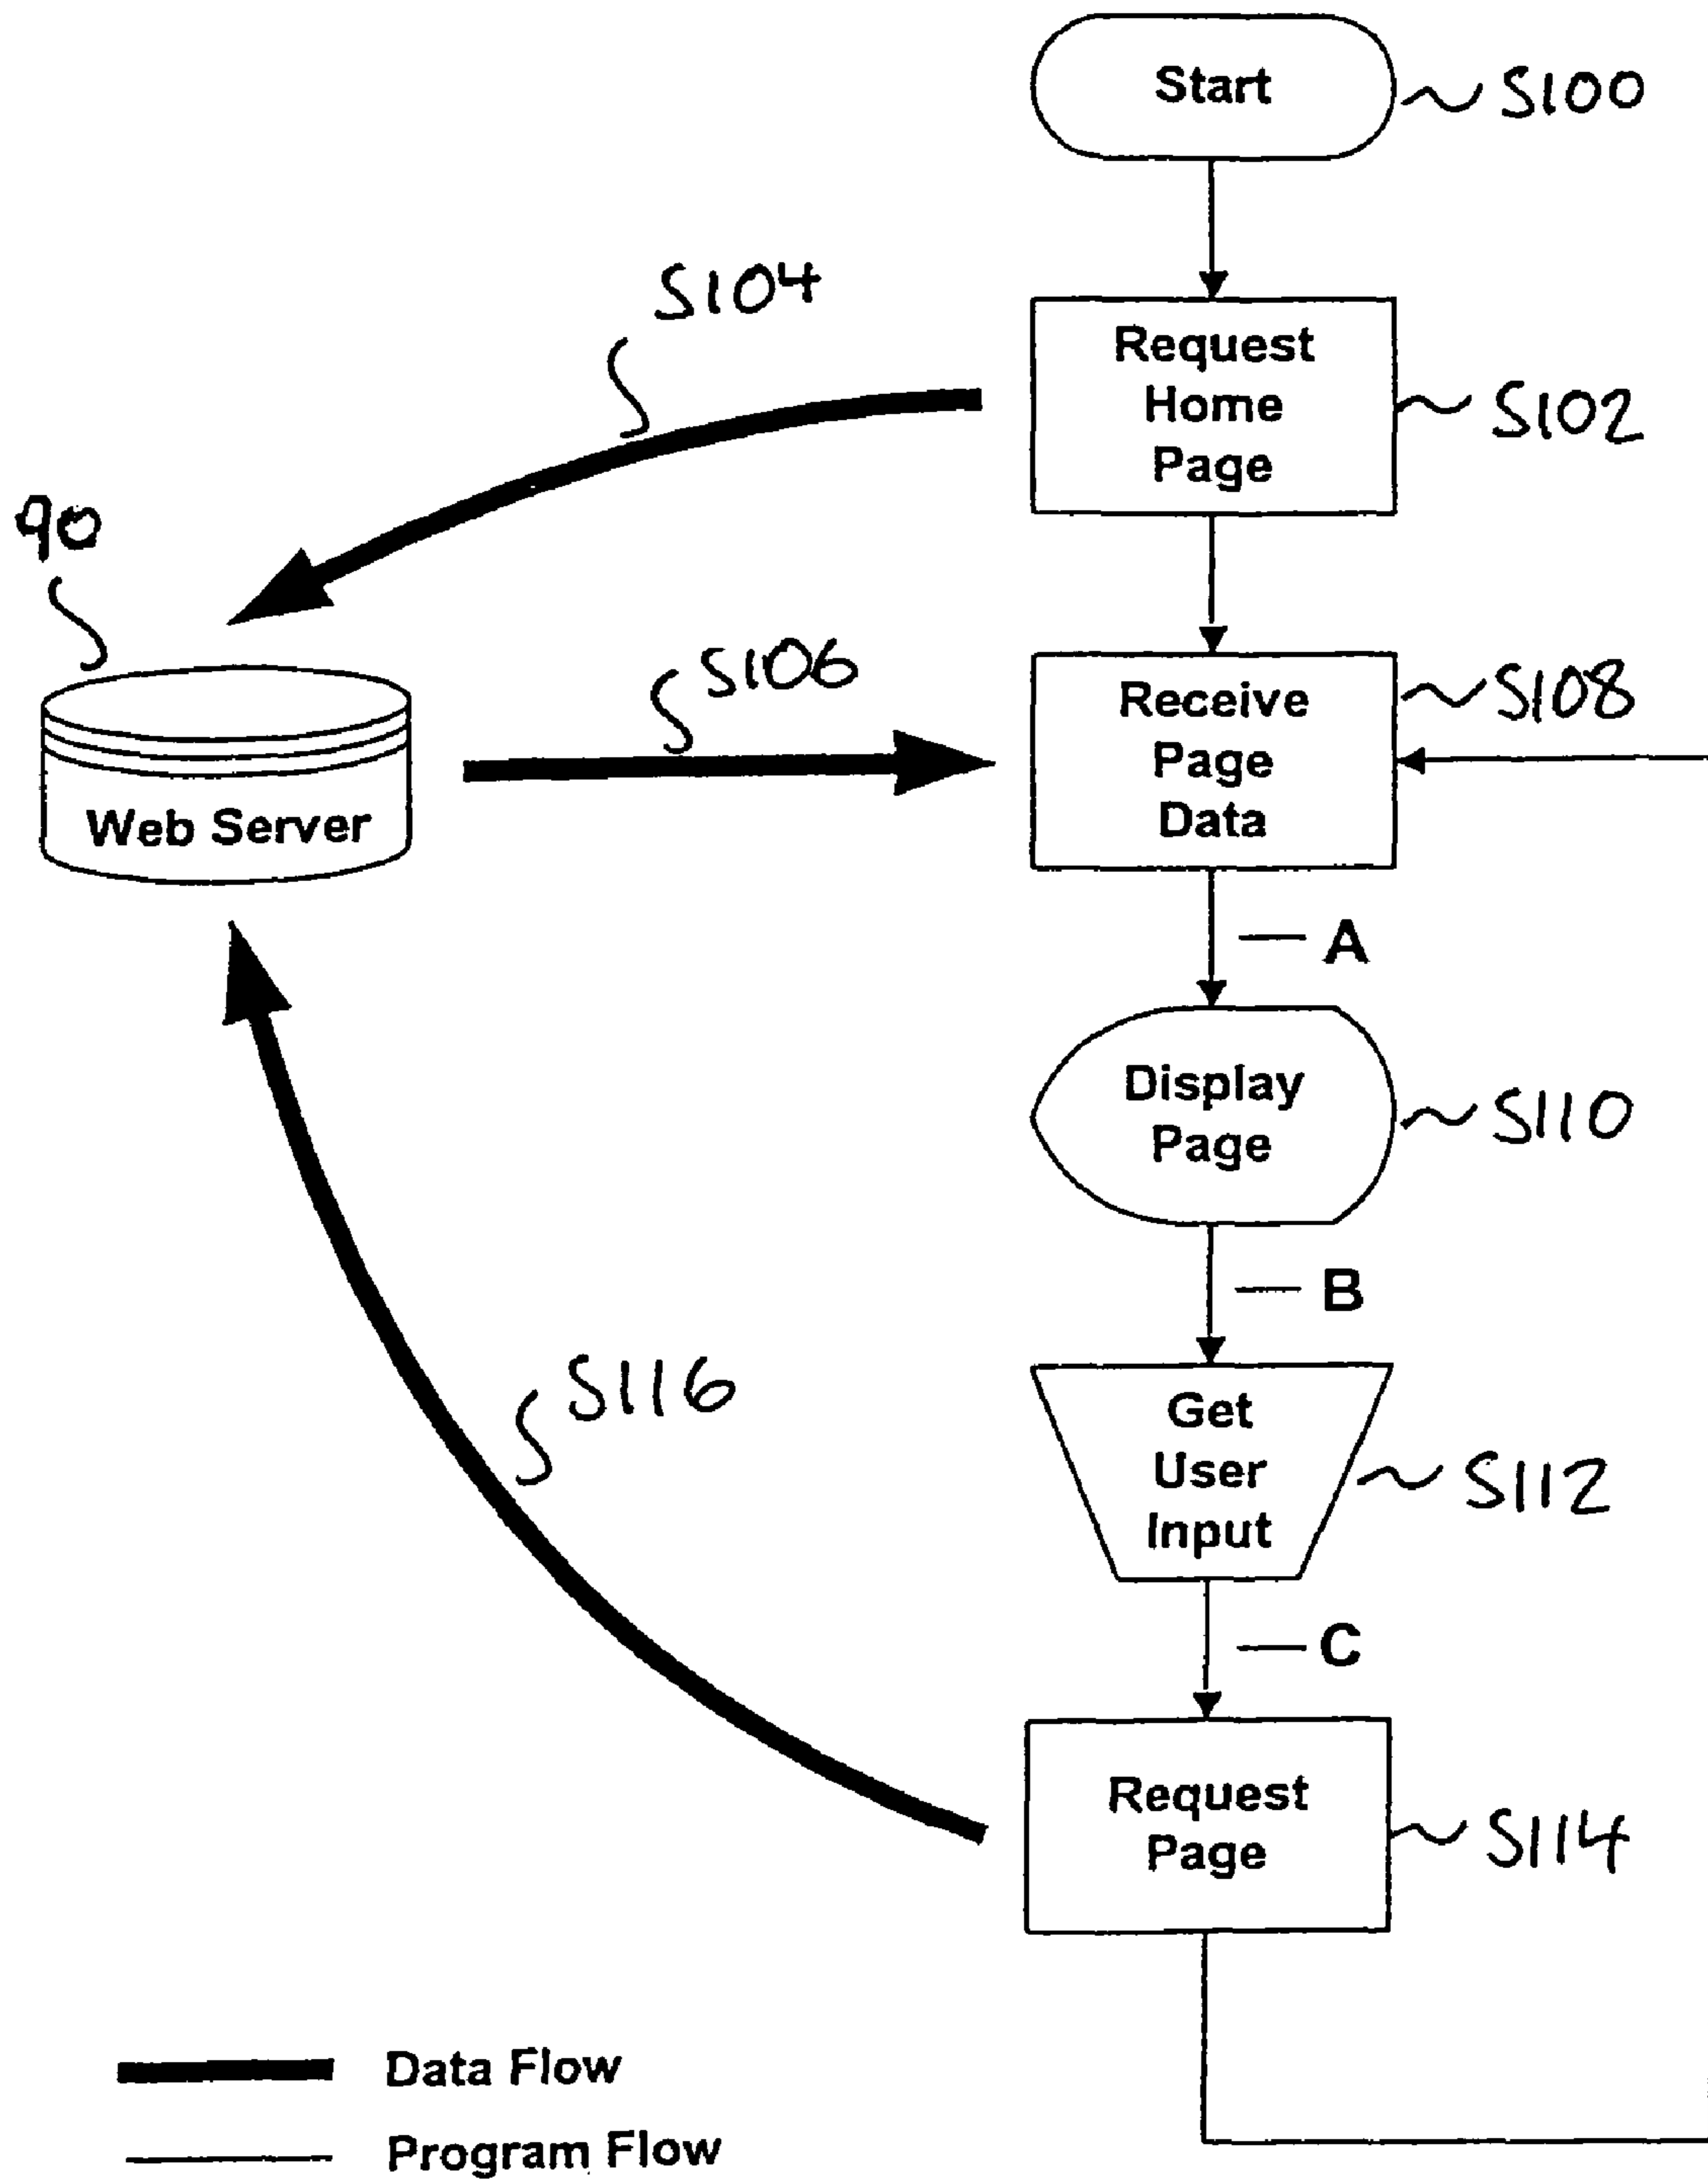 Start
S100
S104
Request
Home
Page
S102
90
S106
Web Server
Receive
Page
Data
S108
A
Display
Page
S110
B
S116
Get
User
Input
S112
C
Request
Page
S114
Data Flow
Program Flow